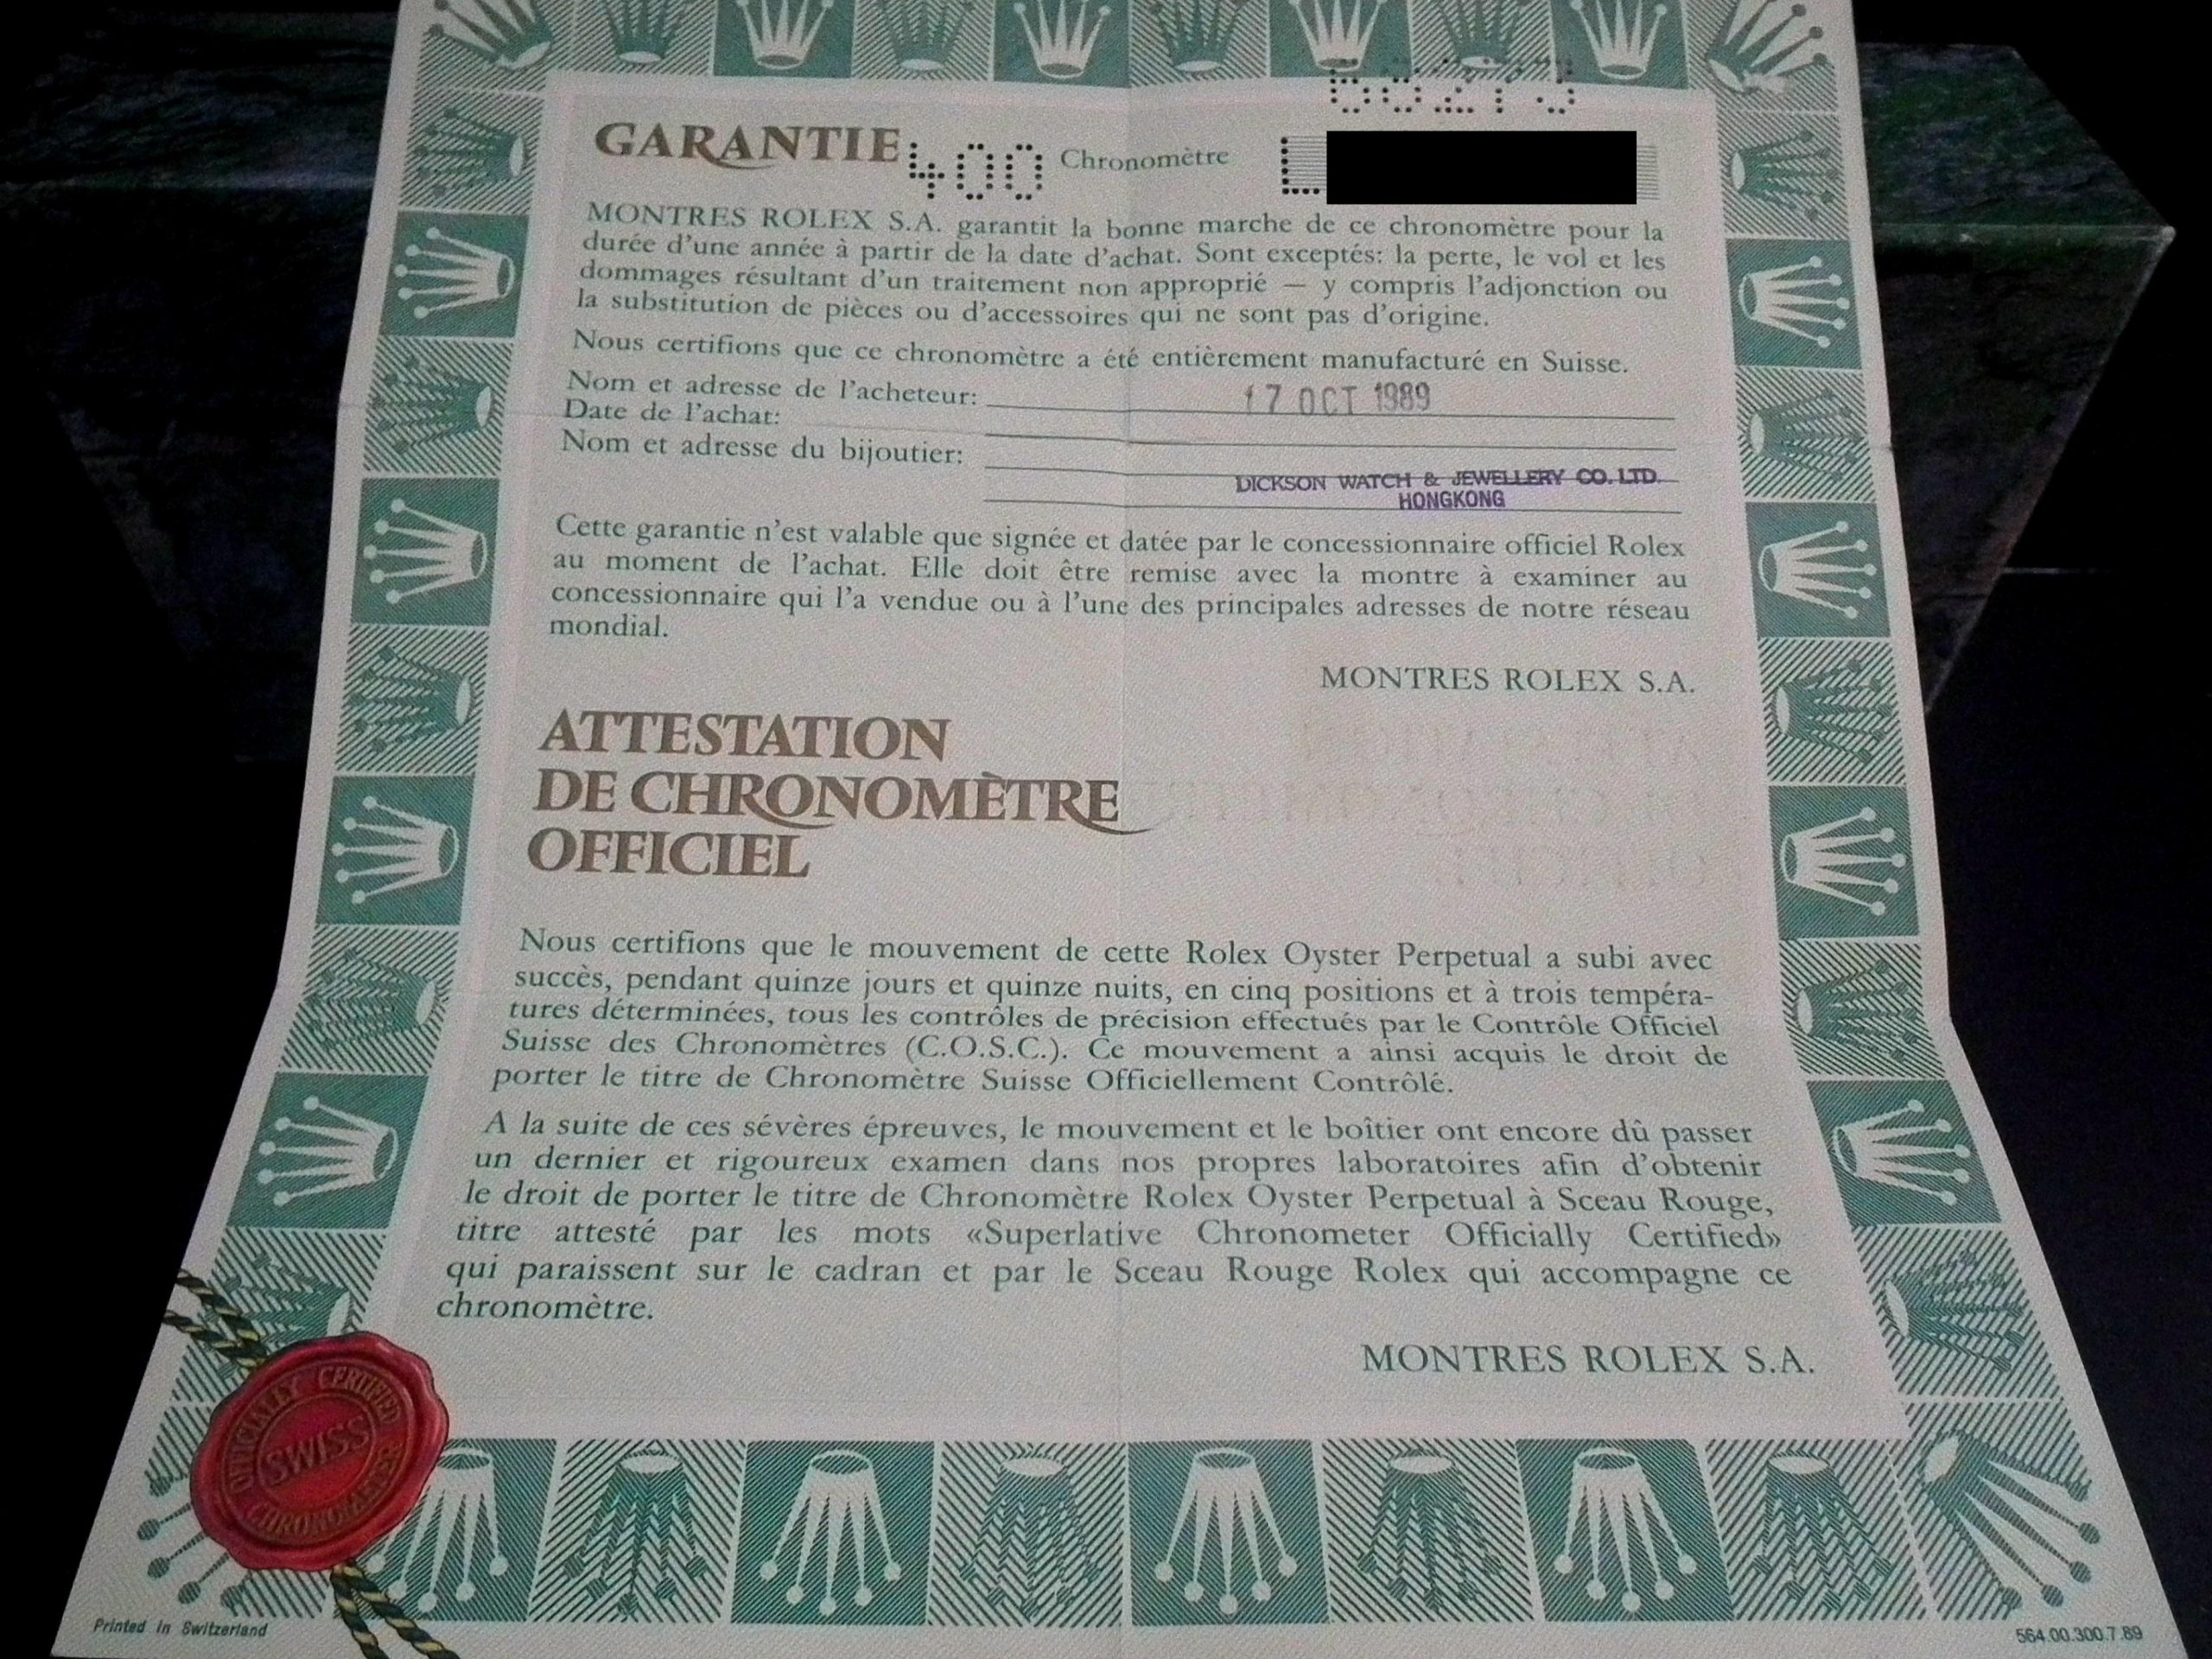 GARANTIE 400 Chronomètre L
MONTRES ROLEX S.A. garantit la bonne marche de ce chronomètre pour la
durée d'une année à partir de la date d'achat. Sont exceptés: la perte, le vol et les
dommages résultant d'un traitement non approprié — y compris l'adjonction ou
la substitution de pièces ou d'accessoires qui ne sont pas d'origine.
Nous certifions que ce chronomètre a été entièrement manufacturé en Suisse.
Nom et adresse de l'acheteur:
17 OCT 1989
Date de l'achat:
Nom et adresse du bijoutier:
DICKSON WATCH & JEWELLERY CO. LTD.
HONGKONG
Cette garantie n'est valable que signée et datée par le concessionnaire officiel Rolex
au moment de l'achat. Elle doit être remise avec la montre à examiner au
concessionnaire qui l'a vendue ou à l'une des principales adresses de notre réseau
mondial.
MONTRES ROLEX S.A.
ATTESTATION
DE CHRONOMÈTRE
OFFICIEL
Nous certifions que le mouvement de cette Rolex Oyster Perpetual a subi avec
succès, pendant quinze jours et quinze nuits, en cinq positions et à trois tempéra-
tures déterminées, tous les contrôles de précision effectués par le Contrôle Officiel
Suisse des Chronomètres (C.O.S.C.). Ce mouvement a ainsi acquis le droit de
porter le titre de Chronomètre Suisse Officiellement Contrôlé.
A la suite de ces sévères épreuves, le mouvement et le boîtier ont encore dû passer
un dernier et rigoureux examen dans nos propres laboratoires afin d'obtenir
le droit de porter le titre de Chronomètre Rolex Oyster Perpetual à Sceau Rouge,
titre attesté par les mots «Superlative Chronometer Officially Certified»
qui paraissent sur le cadran et par le Sceau Rouge Rolex qui accompagne ce
chronomètre.
MONTRES ROLEX S.A.
OFFICIALLY CERTIFIED
SWISS
CHRONOMETER
Printed in Switzerland
564.00.300.7.89